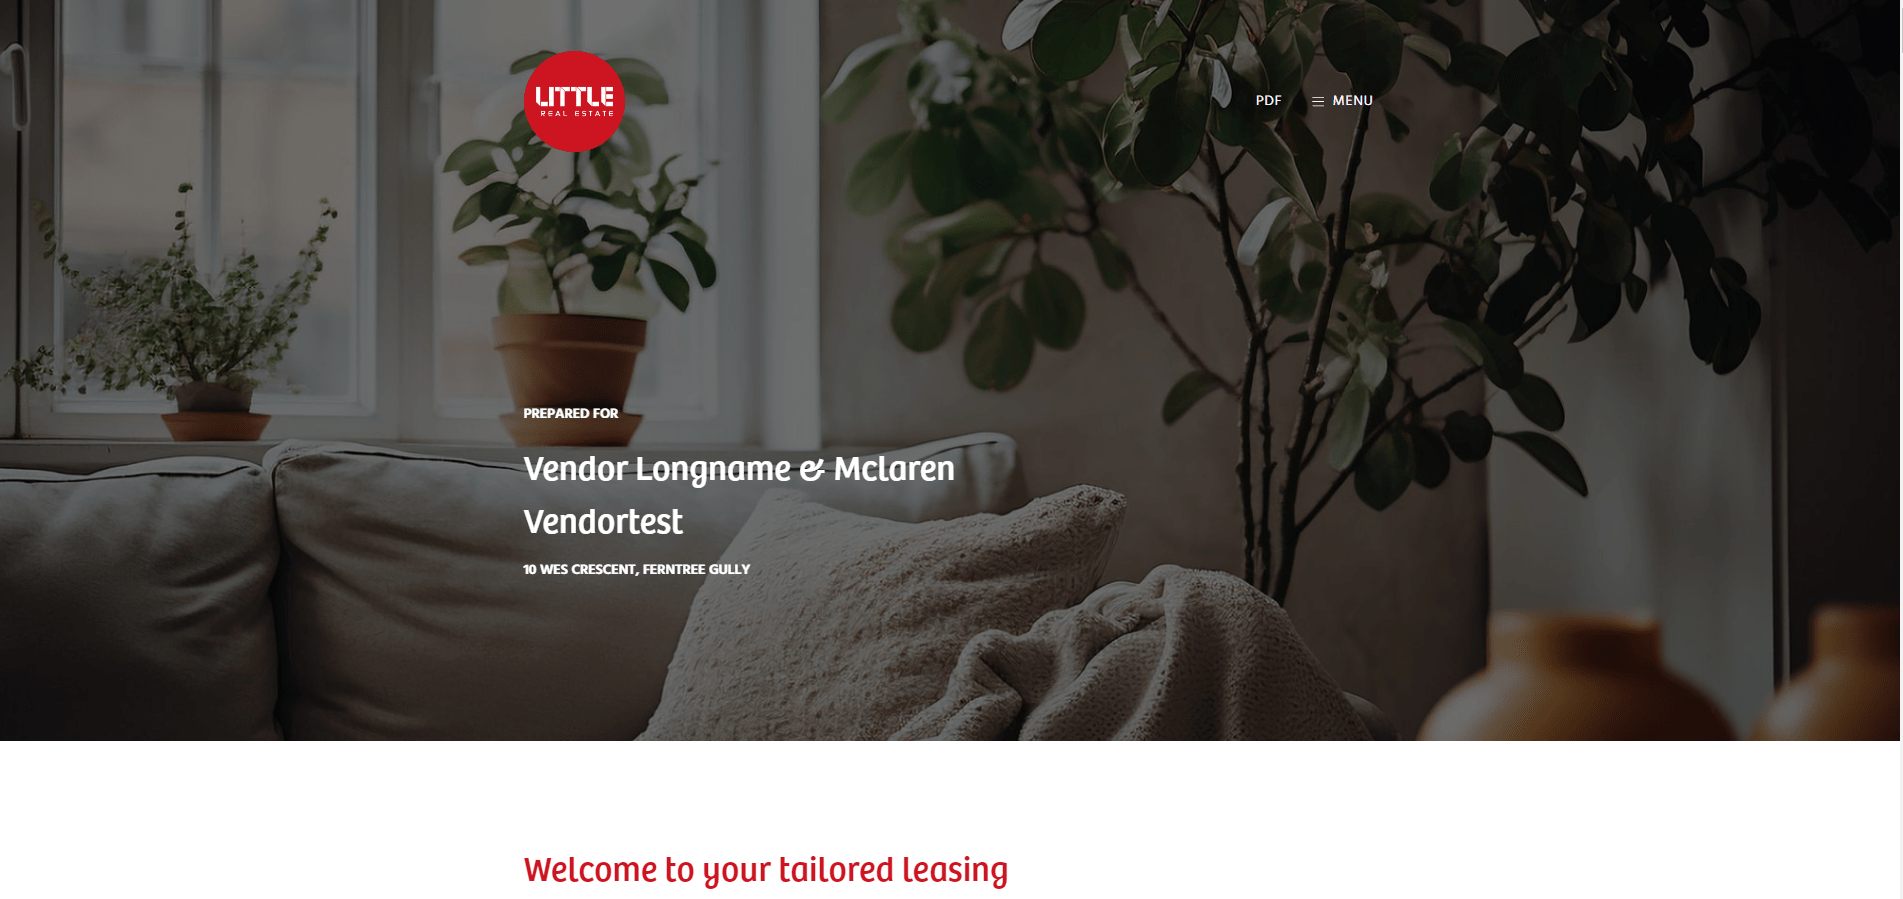 LITTLE
REAL ESTATE
PDF
MENU
PREPARED FOR
Vendor Longname & Mclaren
Vendortest
10 WES CRESCENT, FERNTREE GULLY
Welcome to your tailored leasing